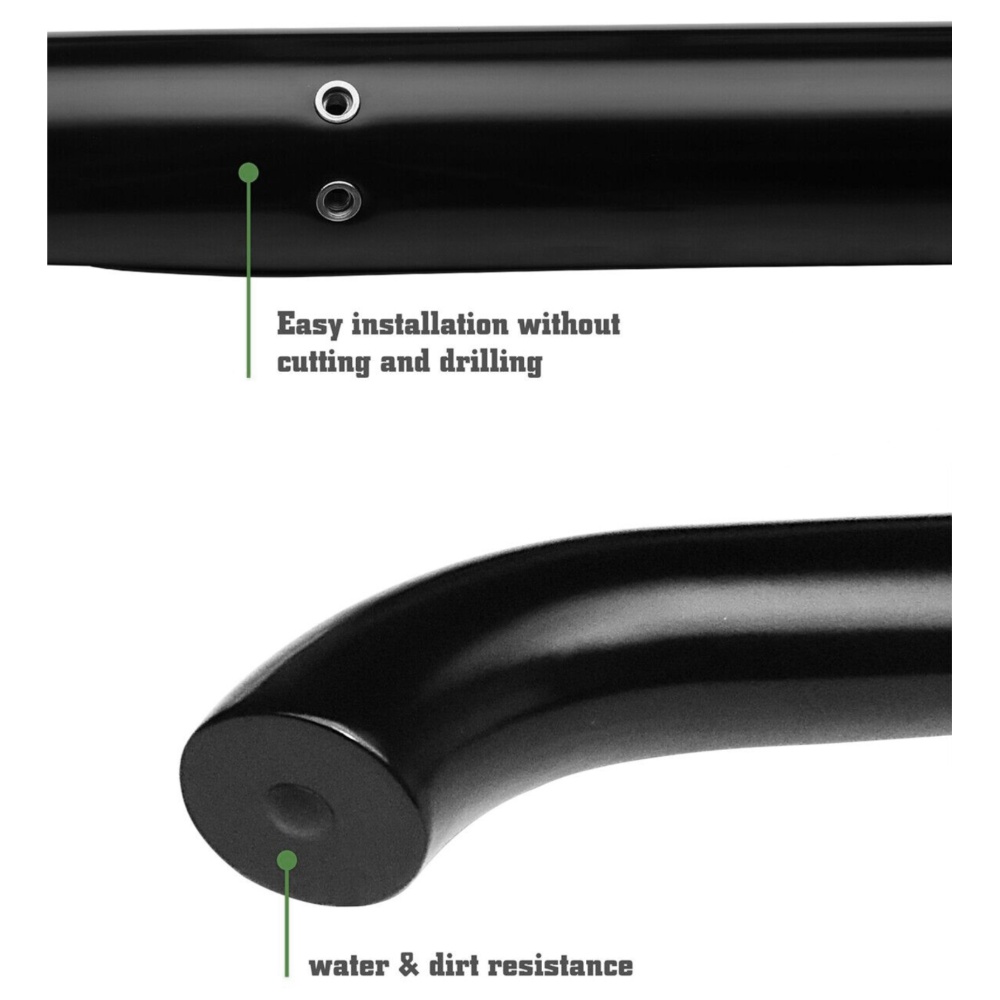 Easy installation without
cutting and drilling
water & dirt resistance